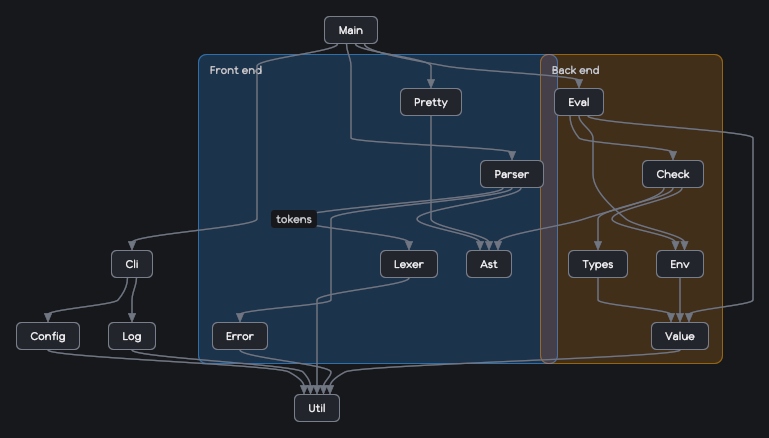 Main
Front end
Back end
Pretty
Eval
Parser
Check
tokens
Cli
Lexer
Ast
Types
Env
Config
Log
Error
Value
Util